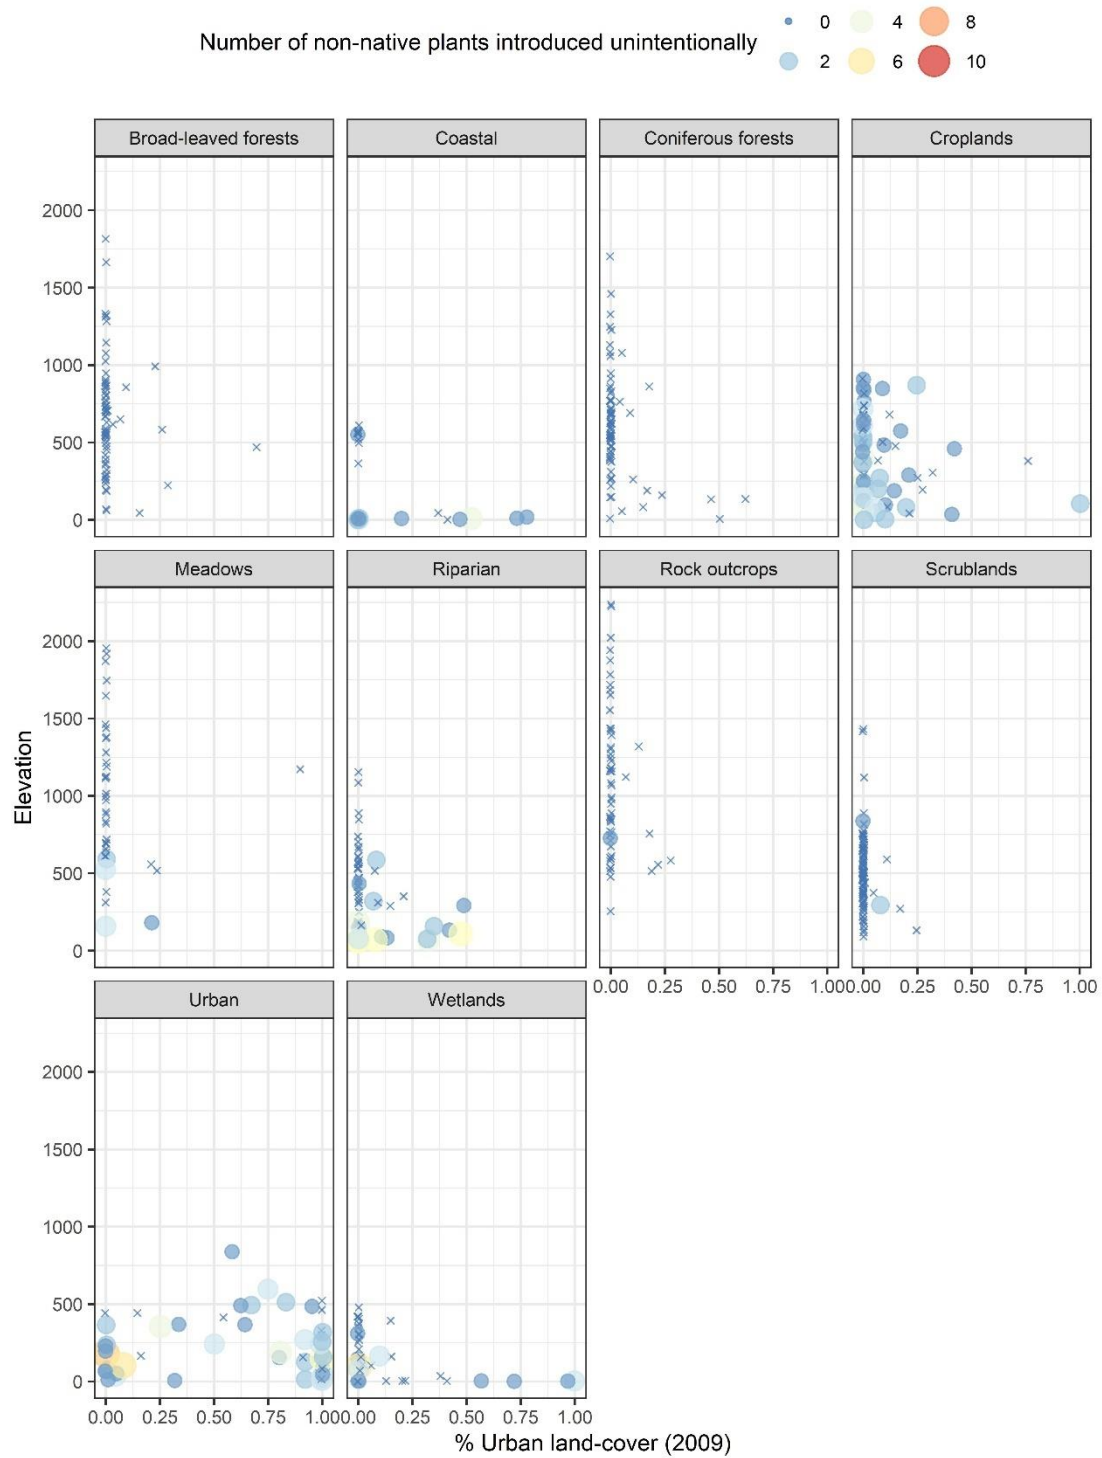 Number of non-native plants introduced unintentionally
0 4 8
2 6 10
Broad-leaved forests Coastal Coniferous forests Croplands
2000
1500
1000
500
0
Meadows Riparian Rock outcrops Scrublands
2000
1500
1000
500
0
0.00 0.25 0.50 0.75 1.00 0.00 0.25 0.50 0.75 1.00
Urban Wetlands
2000
1500
1000
500
0
0.00 0.25 0.50 0.75 1.00 0.00 0.25 0.50 0.75 1.00
Elevation
% Urban land-cover (2009)